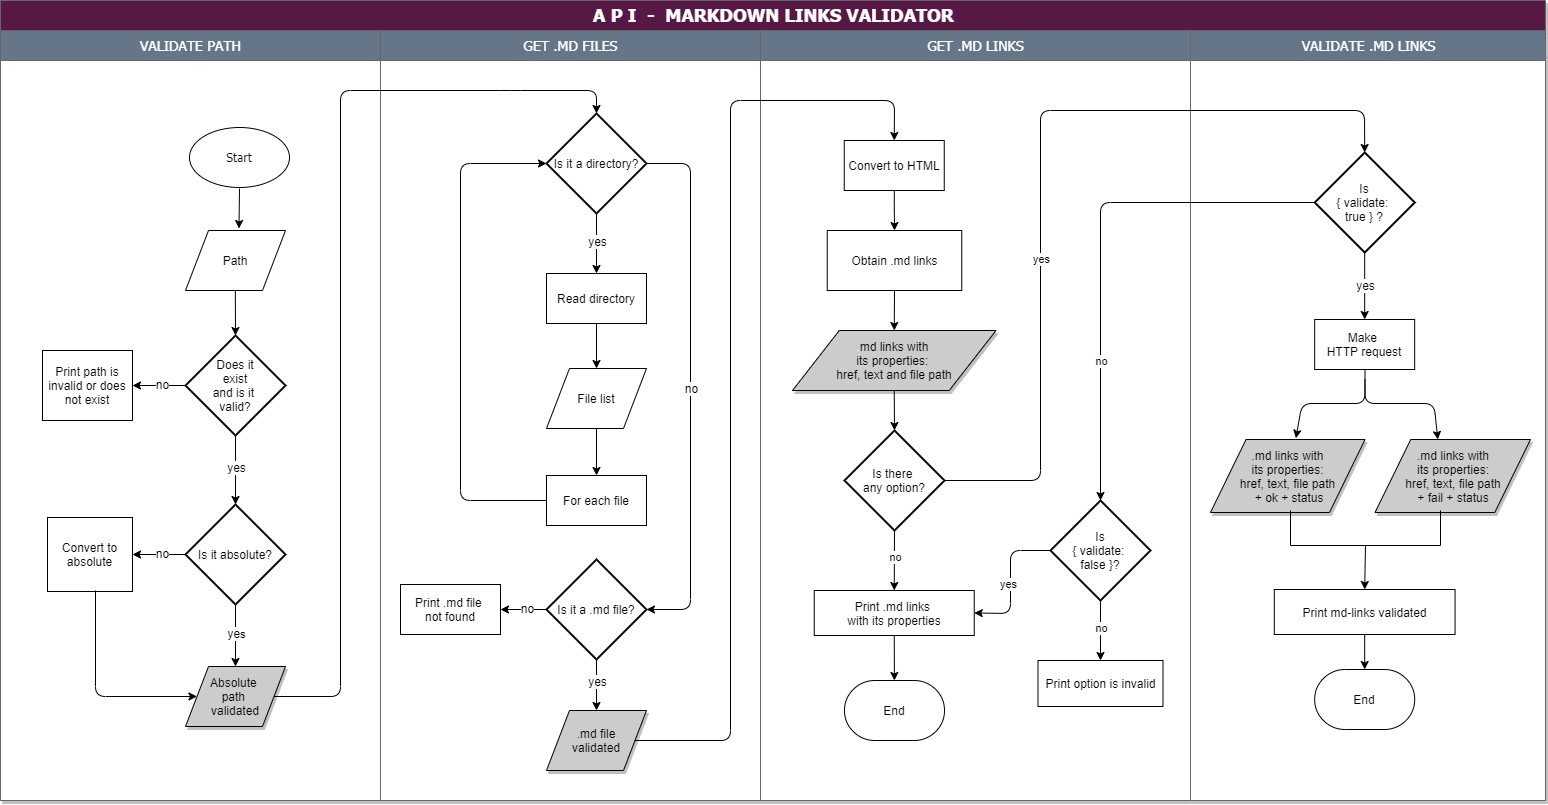 A P I - MARKDOWN LINKS VALIDATOR
VALIDATE PATH
GET .MD FILES
GET .MD LINKS
VALIDATE .MD LINKS
Start
Path
Does it
exist
and is it
valid?
no
Print path is
invalid or does
not exist
yes
Is it absolute?
no
Convert to
absolute
yes
Absolute
path
validated
Is it a directory?
yes
no
Read directory
File list
For each file
Is it a .md file?
no
Print .md file
not found
yes
.md file
validated
Convert to HTML
Obtain .md links
md links with
its properties:
href, text and file path
Is there
any option?
yes
no
Print .md links
with its properties
End
Is
{ validate:
false }?
yes
no
Print option is invalid
Is
{ validate:
true } ?
no
yes
Make
HTTP request
.md links with
its properties:
href, text, file path
+ ok + status
.md links with
its properties:
href, text, file path
+ fail + status
Print md-links validated
End